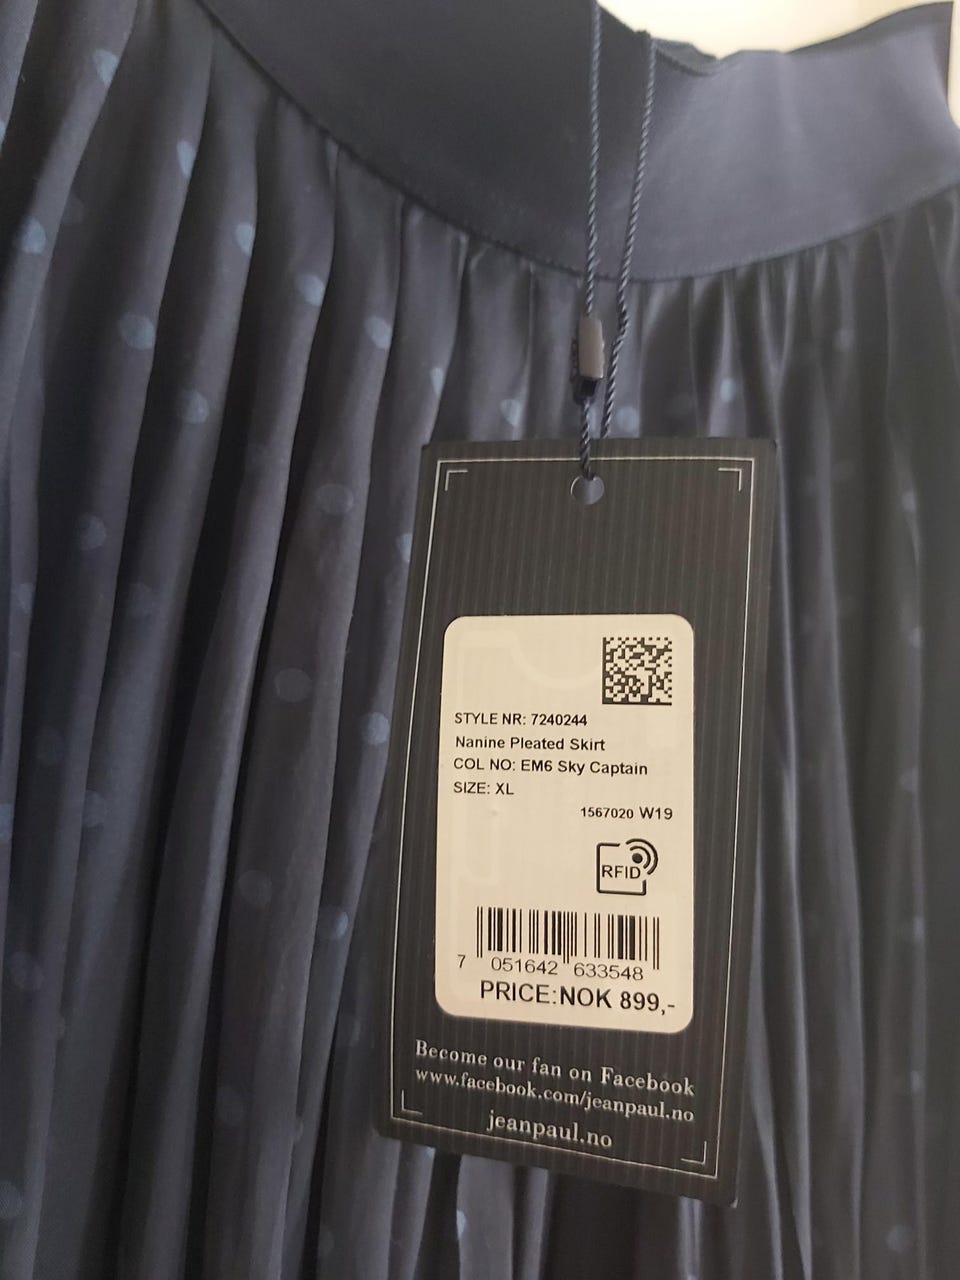 STYLE NR: 7240244
Nanine Pleated Skirt
COL NO: EM6 Sky Captain
SIZE: XL
1567020 W19
RFID
7 051642 633548
PRICE:NOK 899,-
Become our fan on Facebook
www.facebook.com/jeanpaul.no
jeanpaul.no